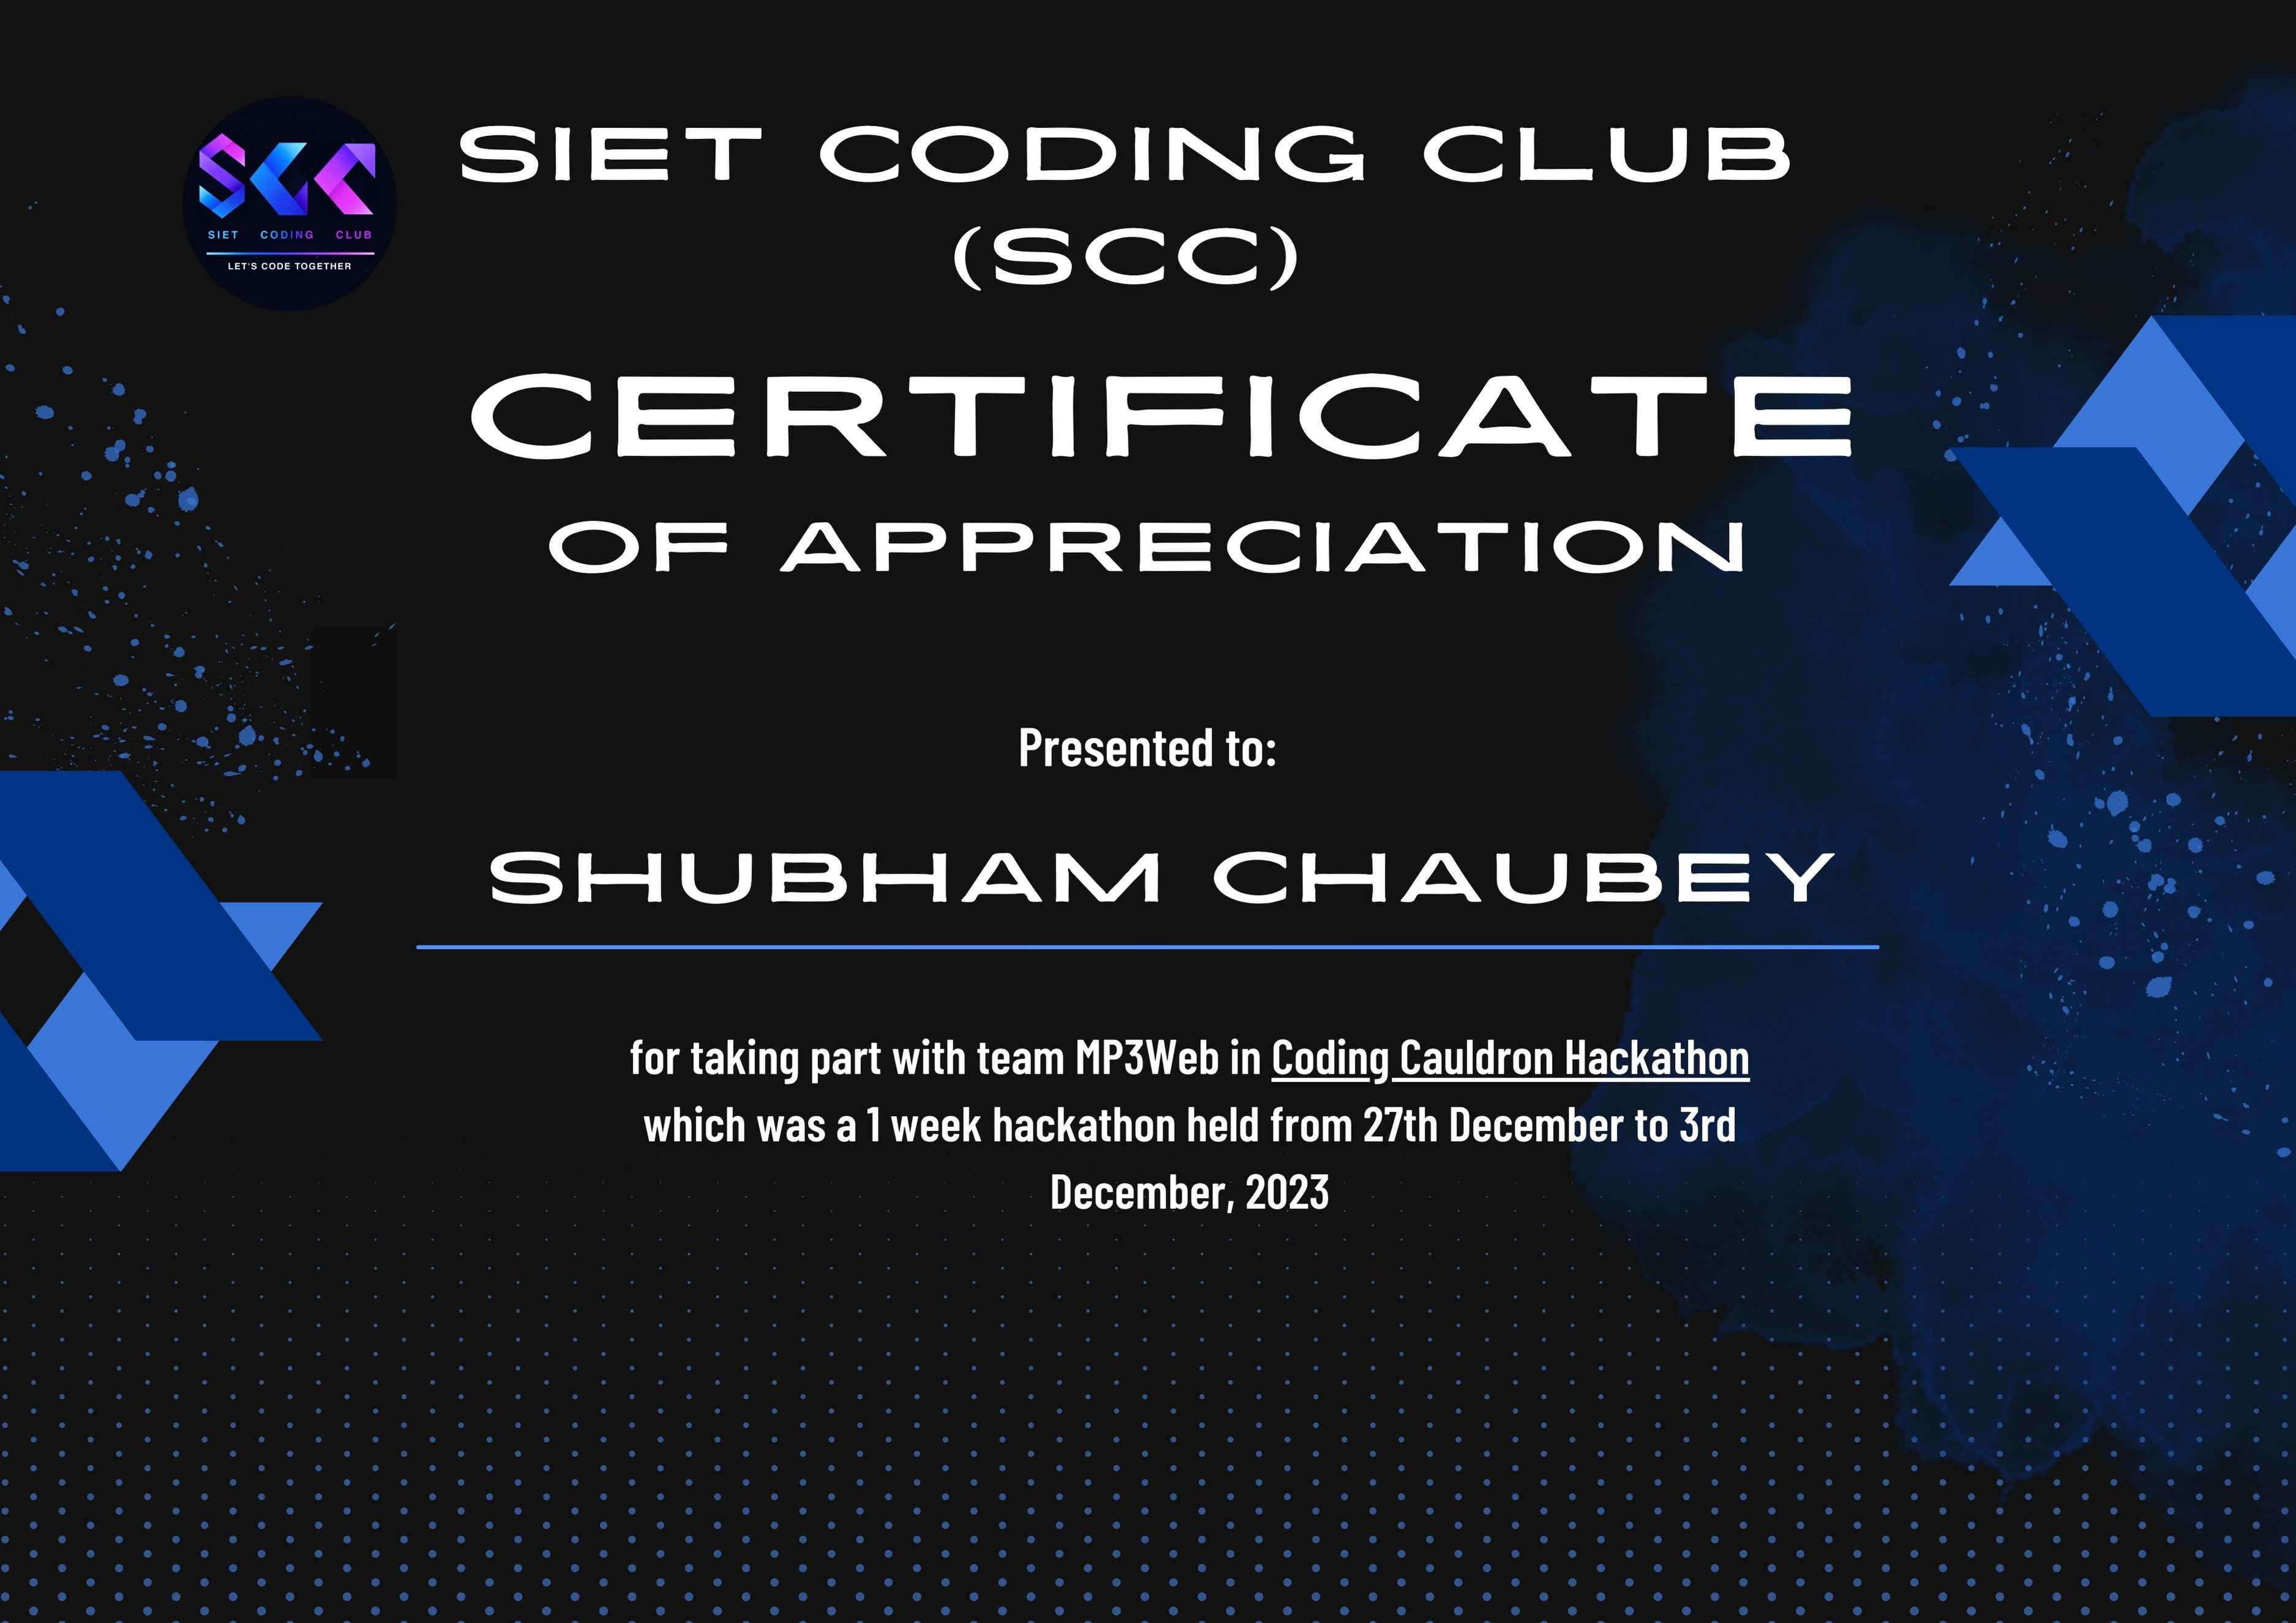 SCC
SIET CODING CLUB
LET'S CODE TOGETHER
SIET CODING CLUB
(SCC)
CERTIFICATE
OF APPRECIATION
Presented to:
SHUBHAM CHAUBEY
for taking part with team MP3Web in Coding Cauldron Hackathon
which was a 1 week hackathon held from 27th December to 3rd
December, 2023